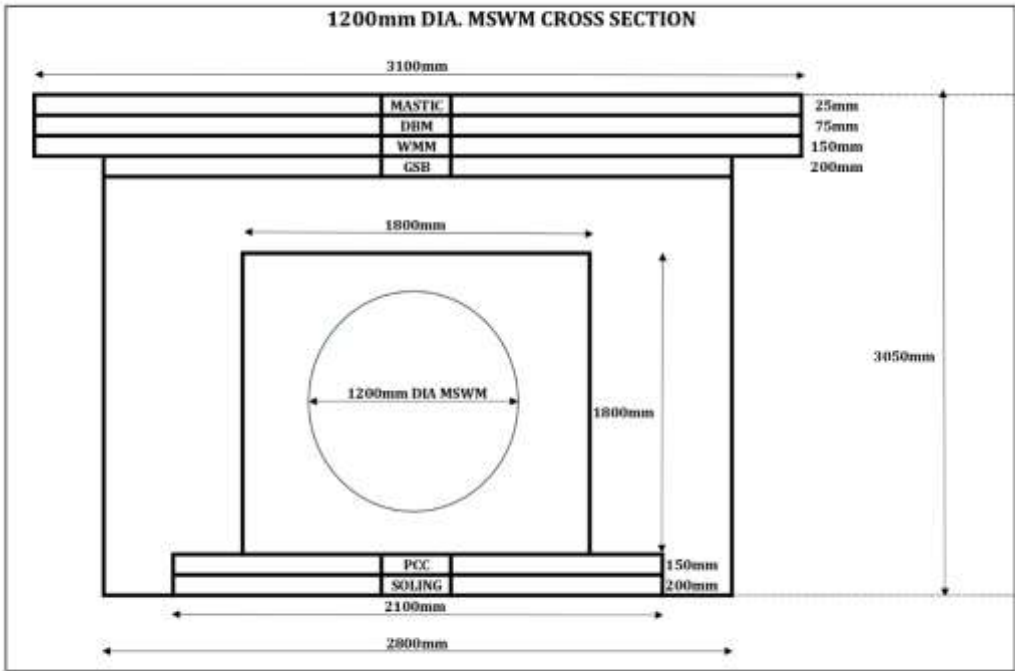 1200mm DIA. MSWM CROSS SECTION
3100mm
MASTIC 25mm
DBM 75mm
WMM 150mm
GSB 200mm
1800mm
3050mm
1200mm DIA MSWM
1800mm
PCC 150mm
SOLING 200mm
2100mm
2800mm